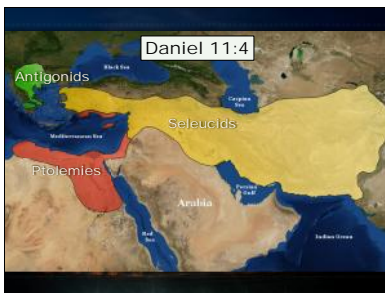 Daniel 11:4
Black Sea
Antigonids
Caspian
Sea
Seleucids
Mediterranean Sea
Ptolemies
Persian
Gulf
Arabia
Red
Sea
Indian Ocean